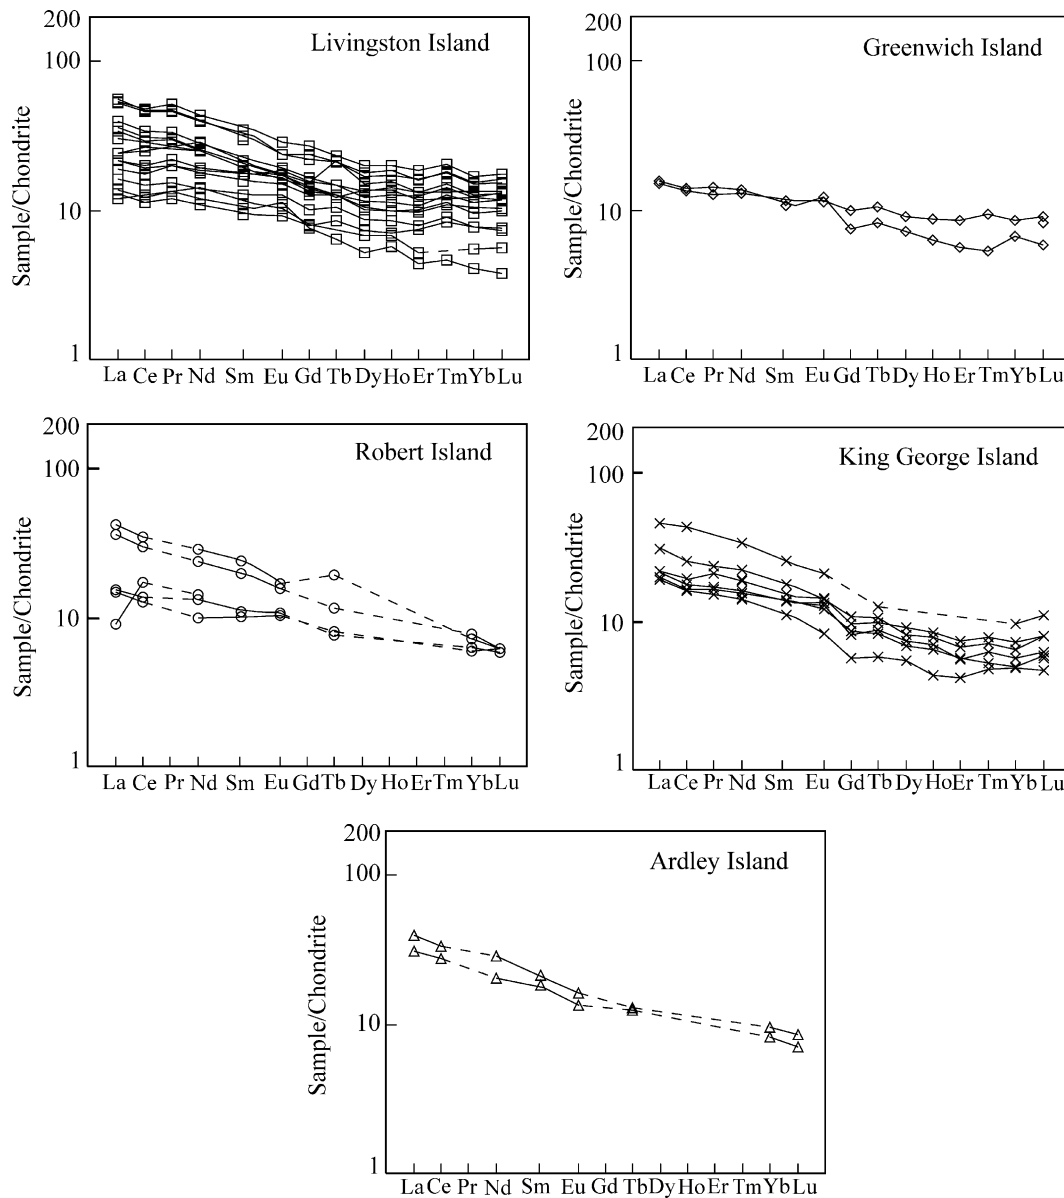 200
Livingston Island
100
Sample/Chondrite
10
1
La Ce Pr Nd Sm Eu Gd Tb Dy Ho Er Tm Yb Lu
200
Greenwich Island
100
Sample/Chondrite
10
1
La Ce Pr Nd Sm Eu Gd Tb Dy Ho Er Tm Yb Lu
200
Robert Island
100
Sample/Chondrite
10
1
La Ce Pr Nd Sm Eu Gd Tb Dy Ho Er Tm Yb Lu
200
King George Island
100
Sample/Chondrite
10
1
La Ce Pr Nd Sm Eu Gd Tb Dy Ho Er Tm Yb Lu
200
Ardley Island
100
Sample/Chondrite
10
1
La Ce Pr Nd Sm Eu Gd Tb Dy Ho Er Tm Yb Lu